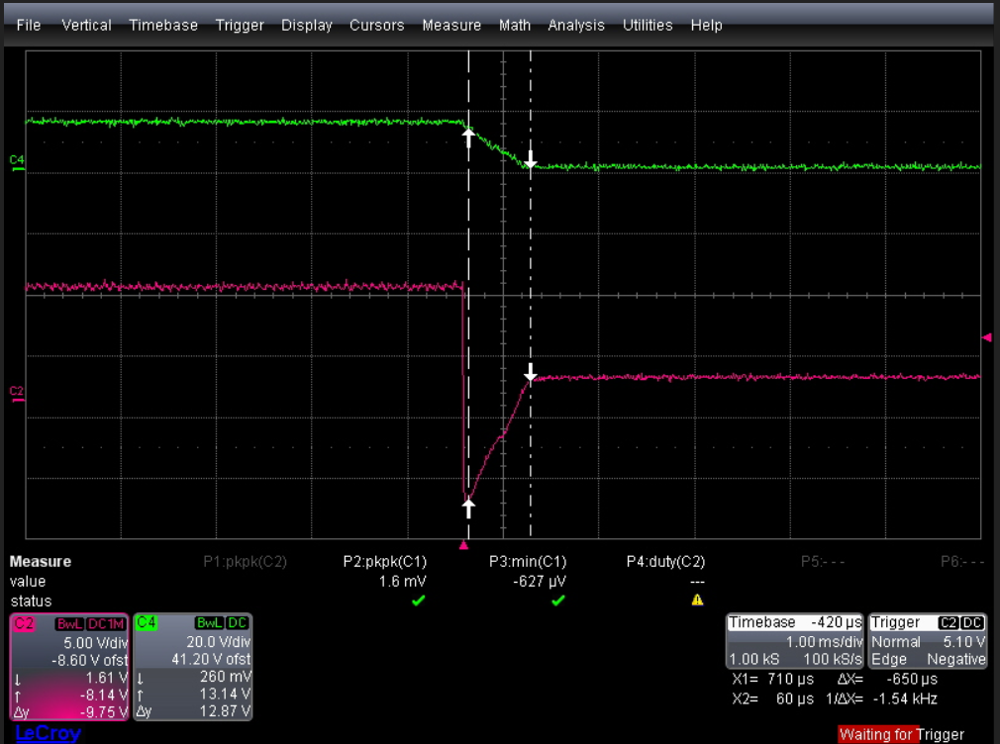 File Vertical Timebase Trigger Display Cursors Measure Math Analysis Utilities Help
C4
C2
Measure P1:pkpk(C2) P2:pkpk(C1) P3:min(C1) P4:duty(C2) P5:--- P6:---
value 1.6 mV -627 µV ---
status
C2 BwL DC1M
5.00 V/div
-8.60 V ofst
↓ 1.61 V
↑ -8.14 V
Δy -9.75 V
C4 BwL DC
20.0 V/div
41.20 V ofst
↓ 260 mV
↑ 13.14 V
Δy 12.87 V
Timebase -420 µs
1.00 ms/div
1.00 kS 100 kS/s
Trigger C2 DC
Normal 5.10 V
Edge Negative
X1= 710 µs ΔX= -650 µs
X2= 60 µs 1/ΔX= -1.54 kHz
LeCroy
Waiting for Trigger